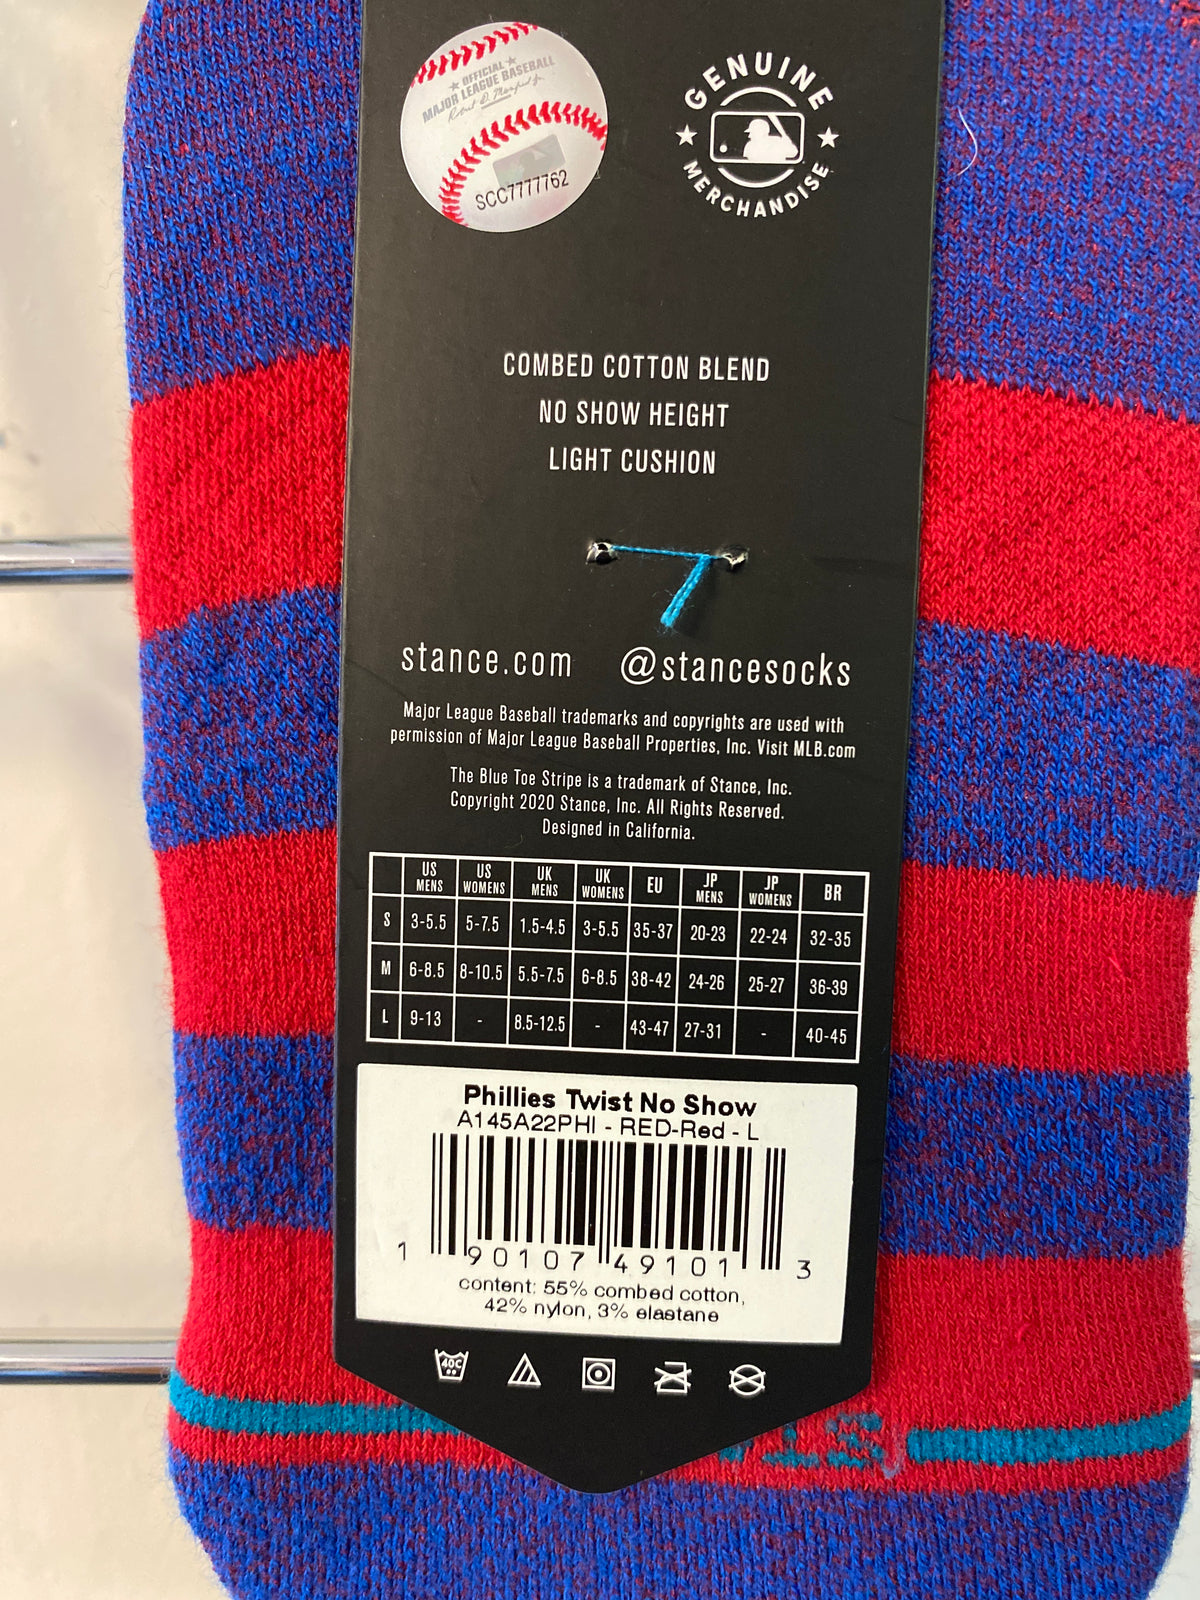 OFFICIAL
MAJOR LEAGUE BASEBALL
SCC7777762
GENUINE
MERCHANDISE
COMBED COTTON BLEND
NO SHOW HEIGHT
LIGHT CUSHION
stance.com @stancesocks
Major League Baseball trademarks and copyrights are used with
permission of Major League Baseball Properties, Inc. Visit MLB.com
The Blue Toe Stripe is a trademark of Stance, Inc.
Copyright 2020 Stance, Inc. All Rights Reserved.
Designed in California.
US MENS US WOMENS UK MENS UK WOMENS EU JP MENS JP WOMENS BR
S 3-5.5 5-7.5 1.5-4.5 3-5.5 35-37 20-23 22-24 32-35
M 6-8.5 8-10.5 5.5-7.5 6-8.5 38-42 24-26 25-27 36-39
L 9-13 - 8.5-12.5 - 43-47 27-31 - 40-45
Phillies Twist No Show
A145A22PHI - RED-Red - L
1 90107 49101 3
content: 55% combed cotton,
42% nylon, 3% elastane
40C